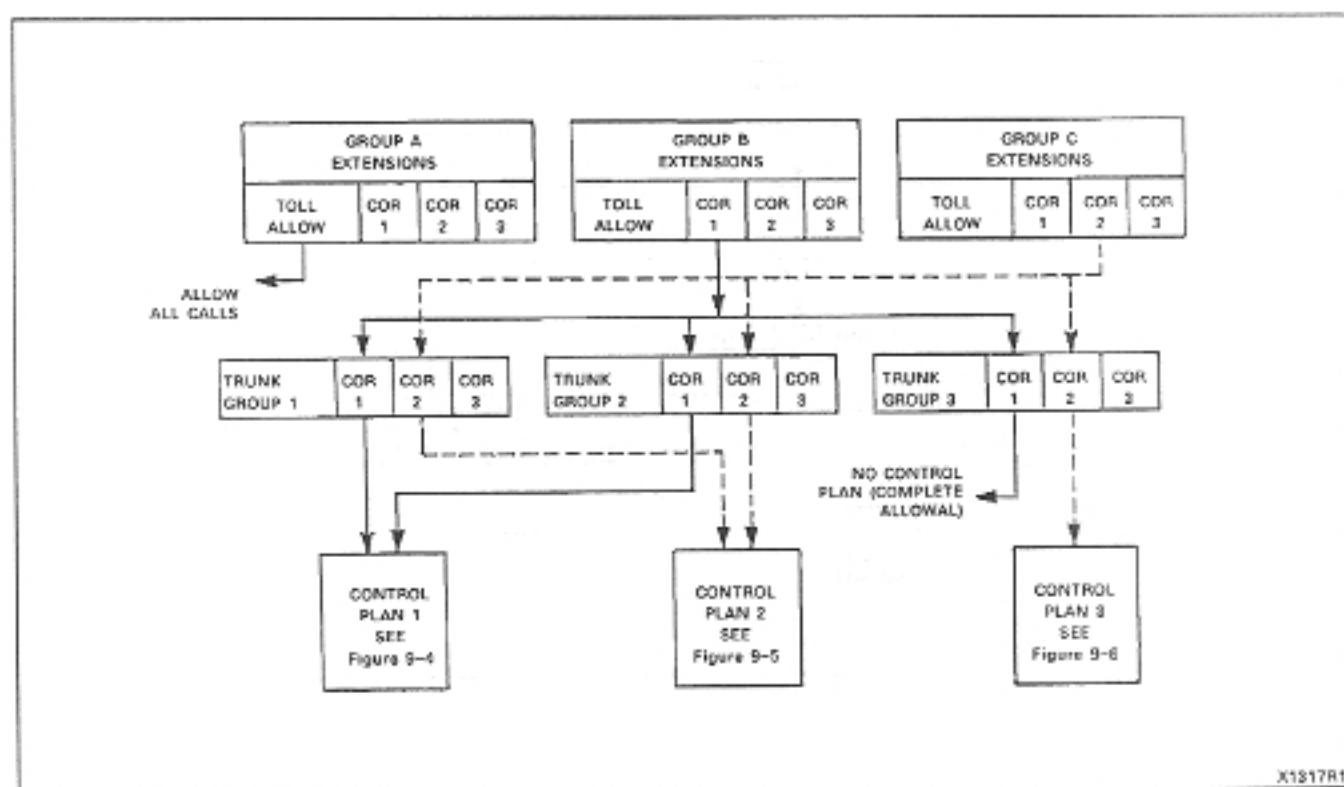 GROUP A
EXTENSIONS
TOLL
ALLOW
COR
1
COR
2
COR
3
GROUP B
EXTENSIONS
TOLL
ALLOW
COR
1
COR
2
COR
3
GROUP C
EXTENSIONS
TOLL
ALLOW
COR
1
COR
2
COR
3
ALLOW
ALL CALLS
TRUNK
GROUP 1
COR
1
COR
2
COR
3
TRUNK
GROUP 2
COR
1
COR
2
COR
3
TRUNK
GROUP 3
COR
1
COR
2
COR
3
NO CONTROL
PLAN (COMPLETE
ALLOWAL)
CONTROL
PLAN 1
SEE
Figure 9-4
CONTROL
PLAN 2
SEE
Figure 9-5
CONTROL
PLAN 3
SEE
Figure 9-6
X1317R1